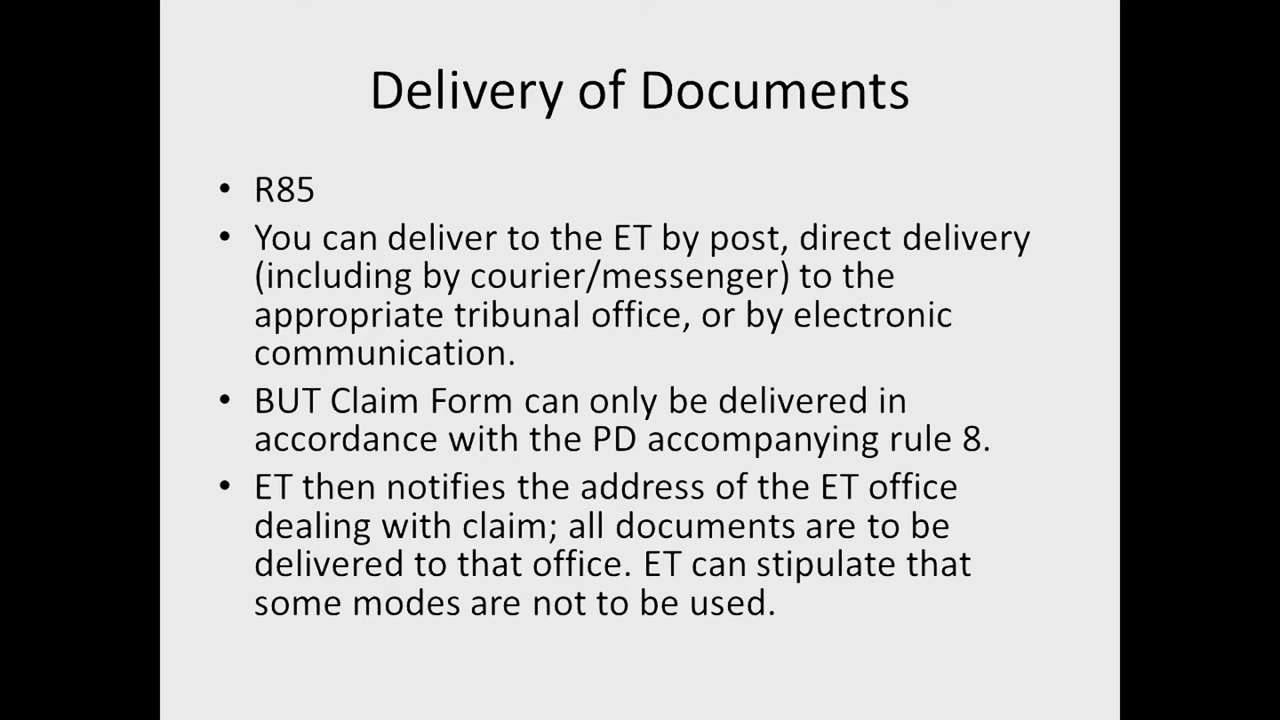 Delivery of Documents
• R85
• You can deliver to the ET by post, direct delivery
(including by courier/messenger) to the
appropriate tribunal office, or by electronic
communication.
• BUT Claim Form can only be delivered in
accordance with the PD accompanying rule 8.
• ET then notifies the address of the ET office
dealing with claim; all documents are to be
delivered to that office. ET can stipulate that
some modes are not to be used.